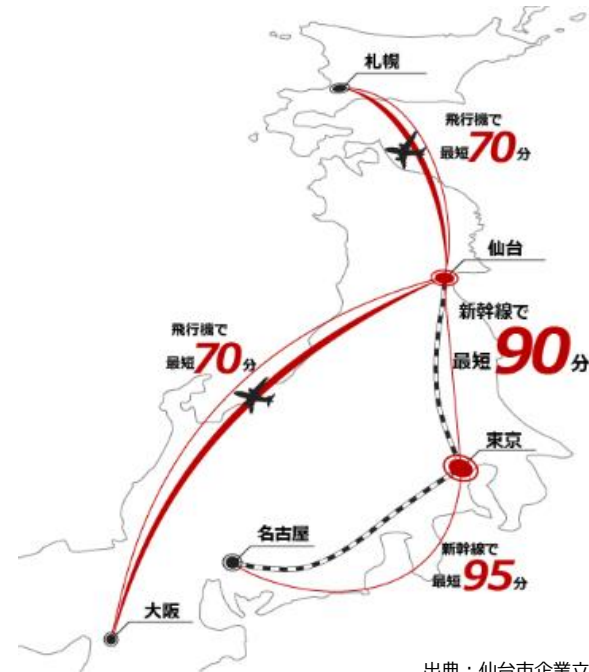 札幌
飛行機で
最短70分
仙台
新幹線で
最短90分
飛行機で
最短70分
東京
名古屋
新幹線で
最短95分
大阪
出典：仙台市企業立